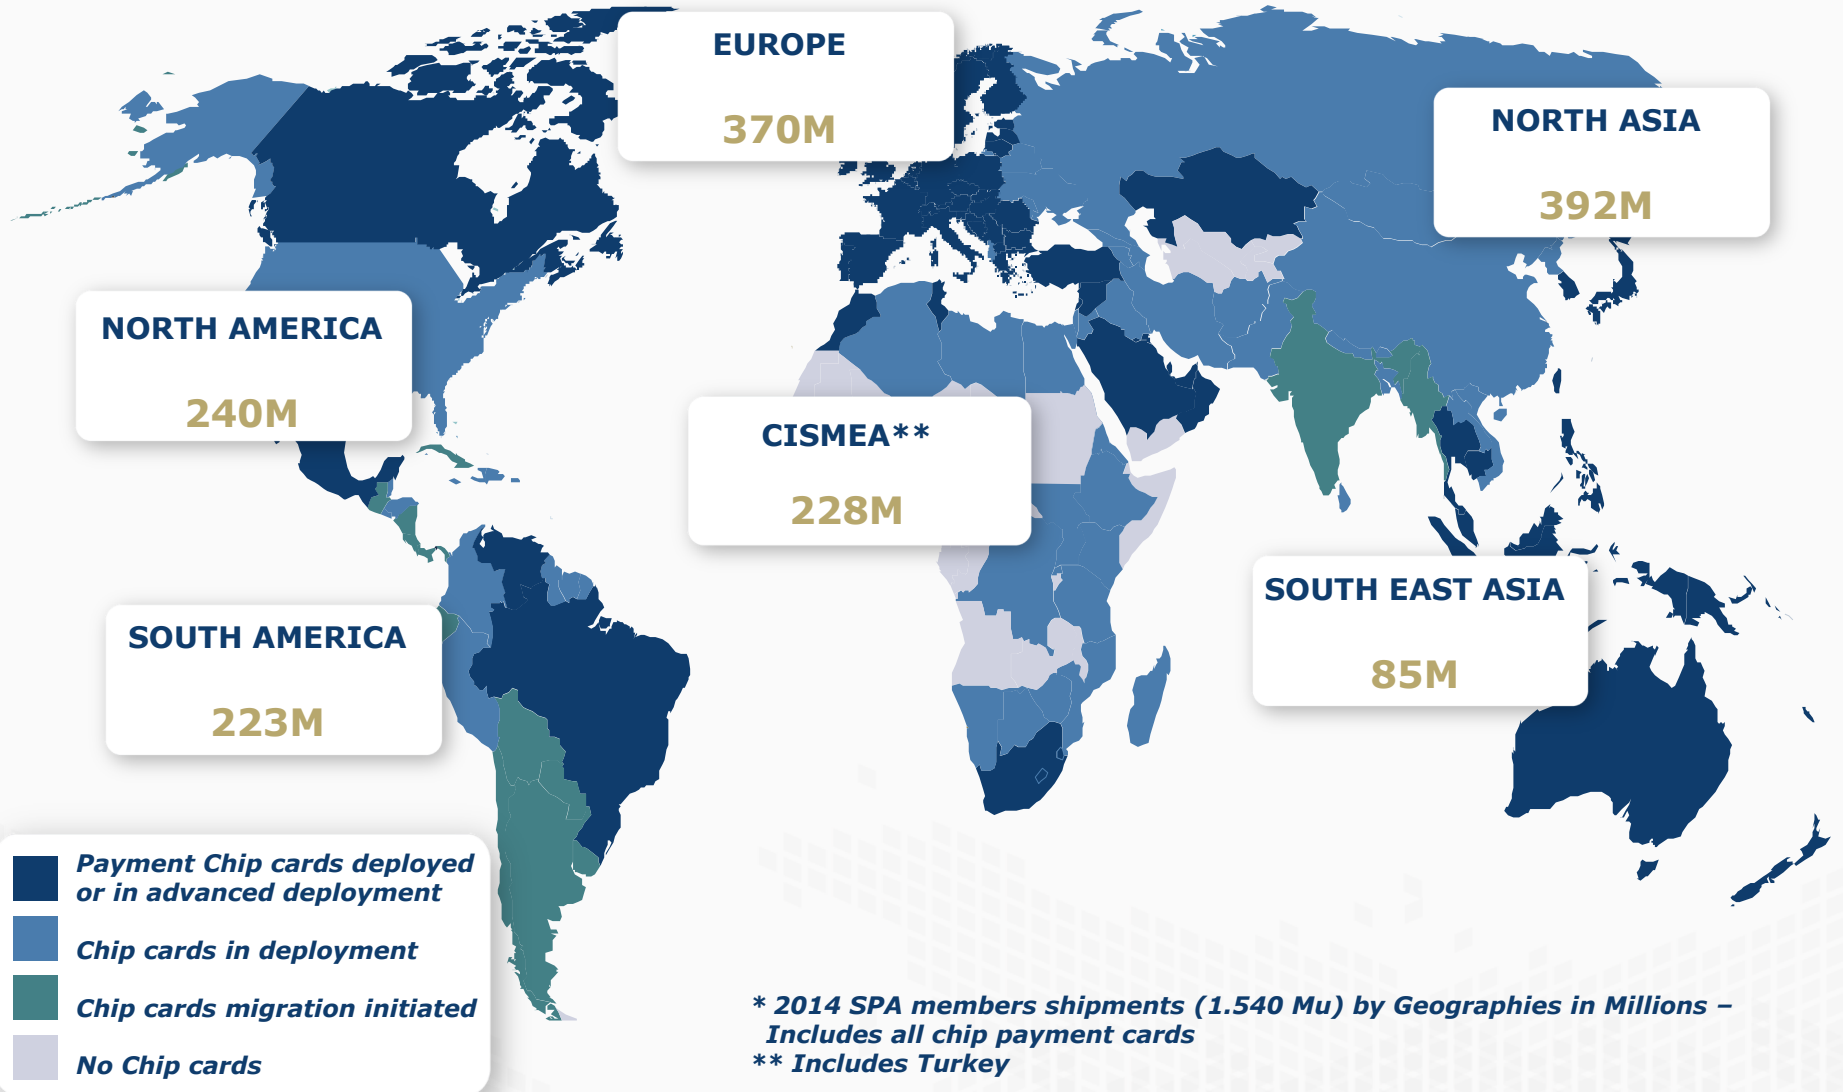 EUROPE
370M
NORTH ASIA
392M
NORTH AMERICA
240M
CISMEA**
228M
SOUTH EAST ASIA
85M
SOUTH AMERICA
223M
Payment Chip cards deployed
or in advanced deployment
Chip cards in deployment
Chip cards migration initiated
No Chip cards
* 2014 SPA members shipments (1.540 Mu) by Geographies in Millions –
Includes all chip payment cards
** Includes Turkey